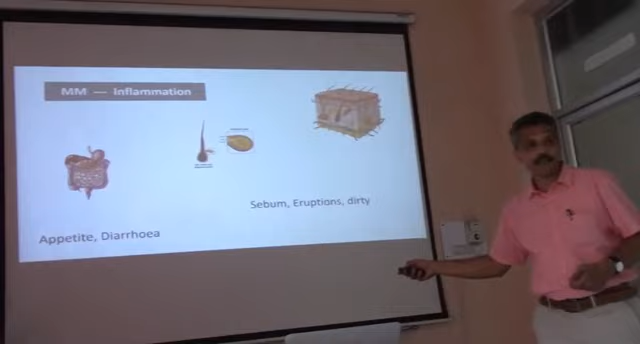 MM — Inflammation
Sebum, Eruptions, dirty
Appetite, Diarrhoea